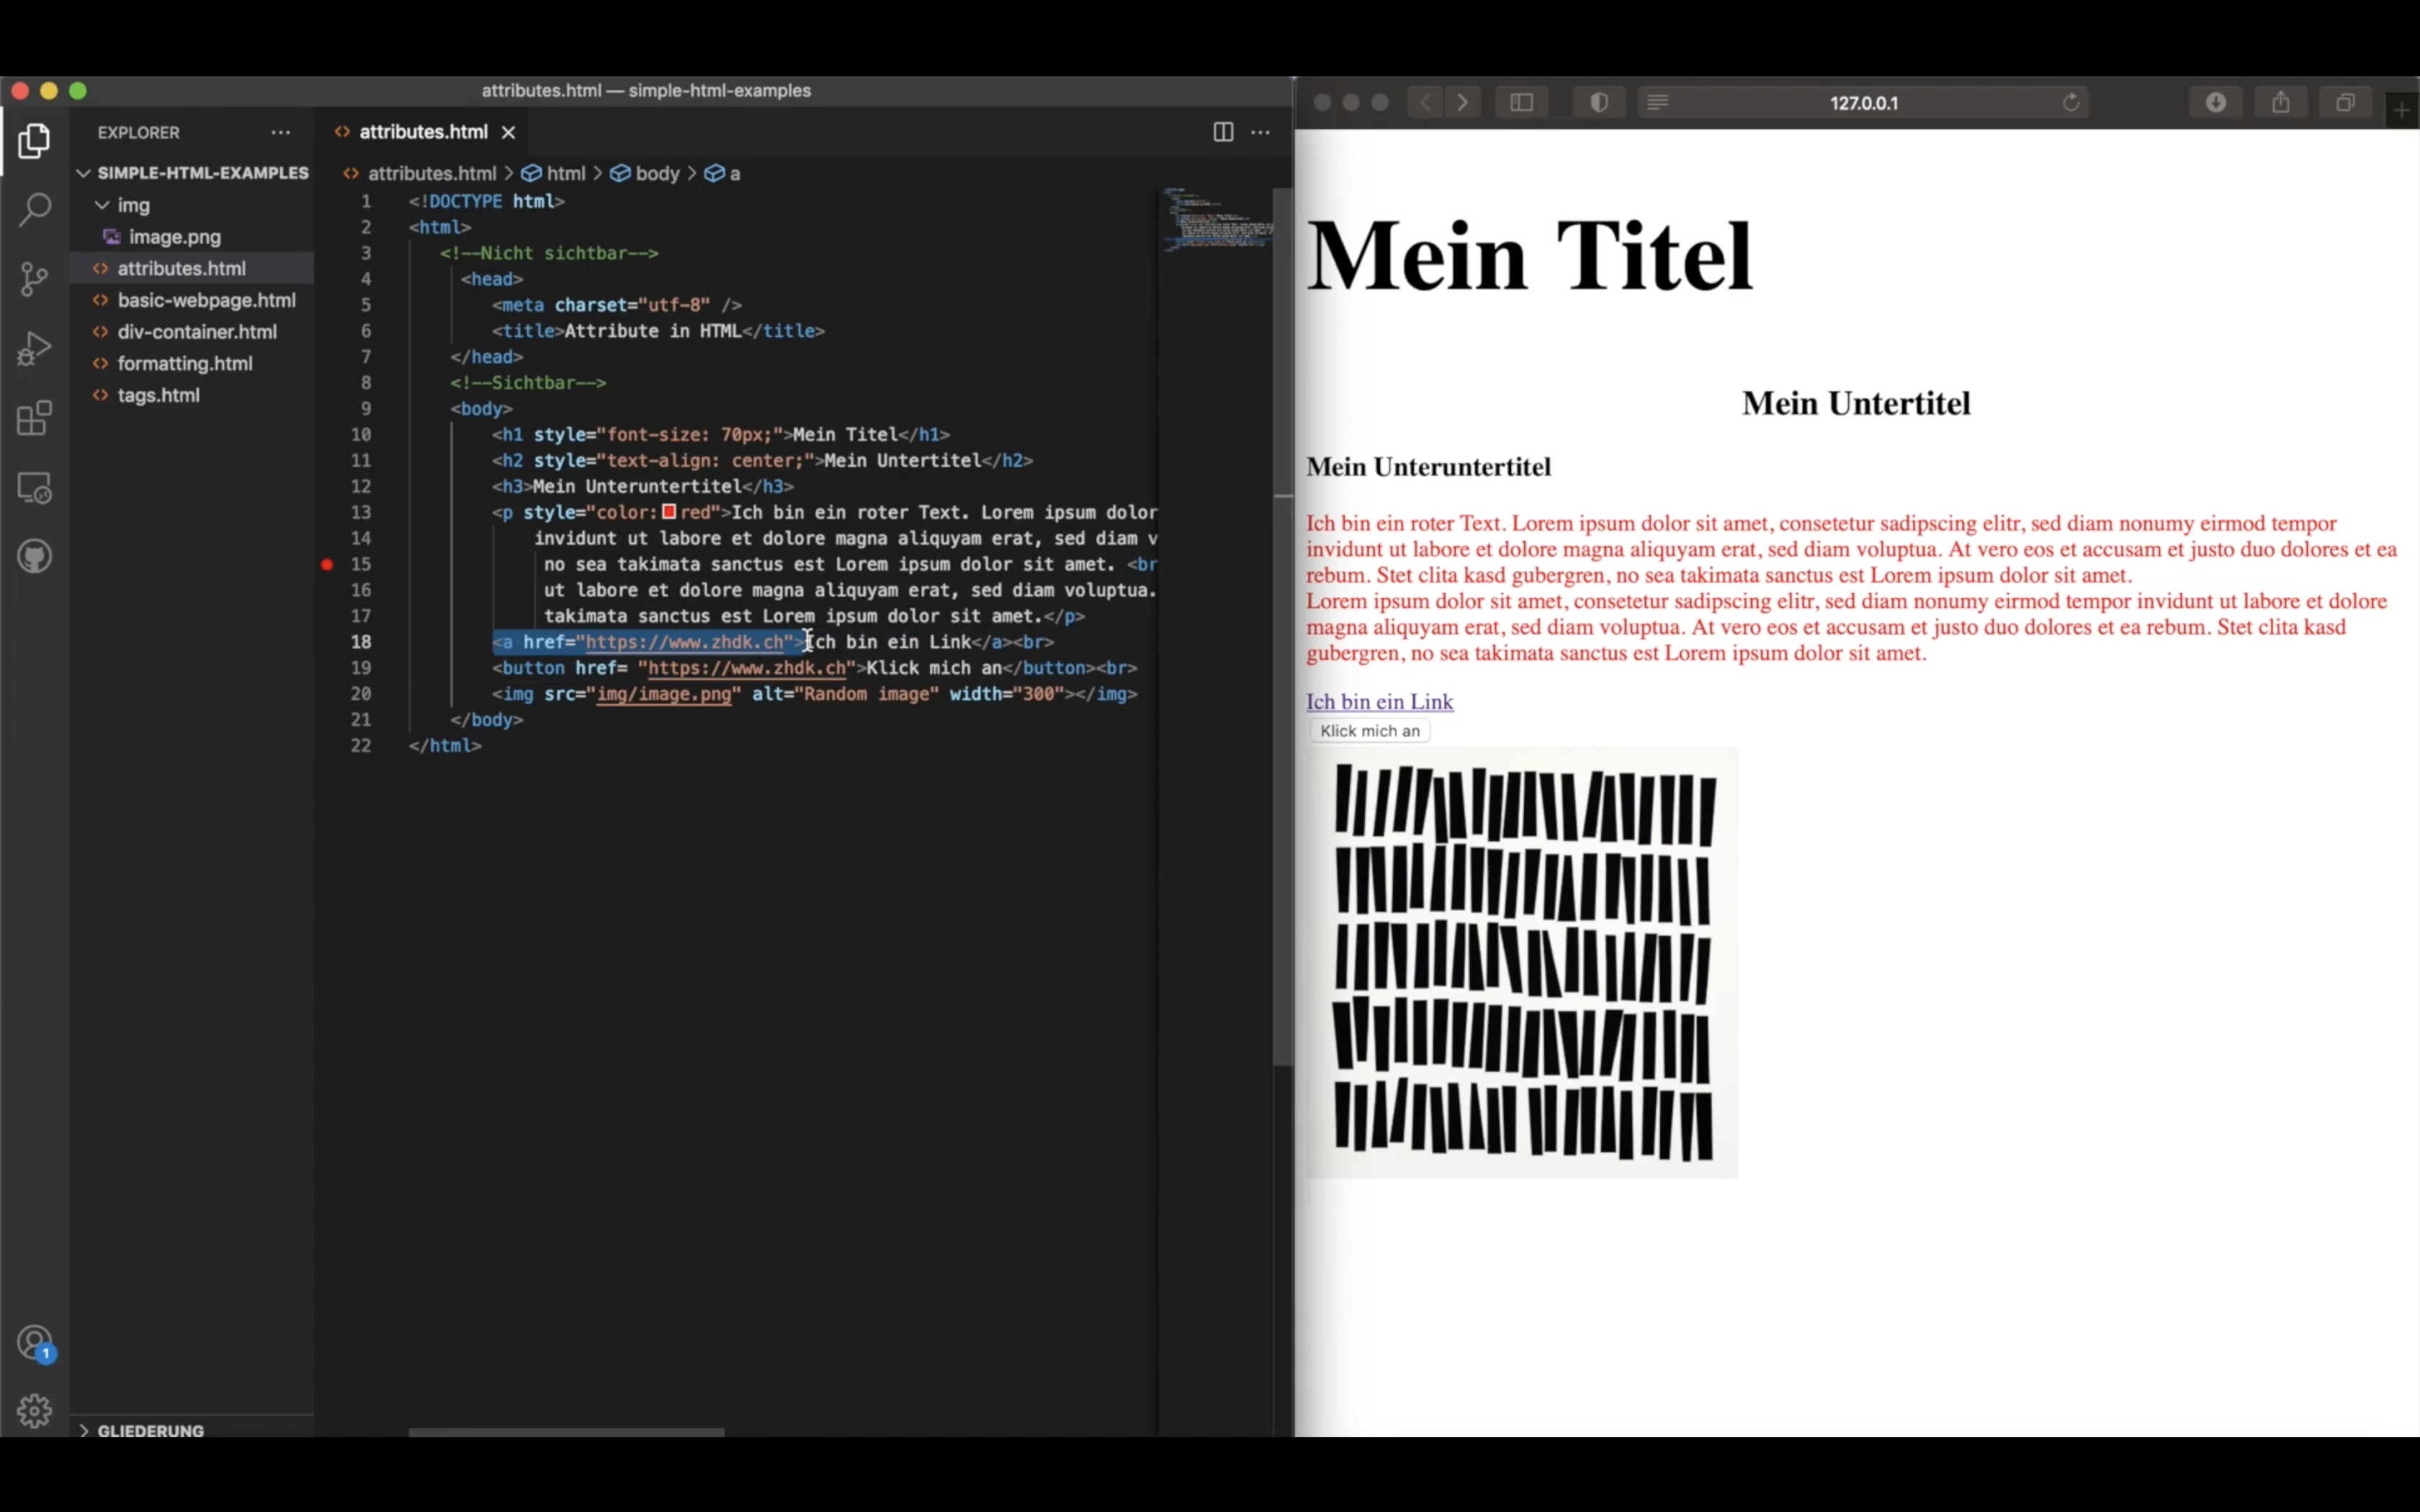 attributes.html — simple-html-examples
EXPLORER
SIMPLE-HTML-EXAMPLES
img
image.png
attributes.html
basic-webpage.html
div-container.html
formatting.html
tags.html
1
GLIEDERUNG
attributes.html
attributes.html > html > body > a
1 <!DOCTYPE html>
2 <html>
3 <!--Nicht sichtbar-->
4 <head>
5 <meta charset="utf-8" />
6 <title>Attribute in HTML</title>
7 </head>
8 <!--Sichtbar-->
9 <body>
10 <h1 style="font-size: 70px;">Mein Titel</h1>
11 <h2 style="text-align: center;">Mein Untertitel</h2>
12 <h3>Mein Unteruntertitel</h3>
13 <p style="color:red">Ich bin ein roter Text. Lorem ipsum dolor
14 invidunt ut labore et dolore magna aliquyam erat, sed diam v
15 no sea takimata sanctus est Lorem ipsum dolor sit amet. <br
16 ut labore et dolore magna aliquyam erat, sed diam voluptua.
17 takimata sanctus est Lorem ipsum dolor sit amet.</p>
18 <a href="https://www.zhdk.ch">Ich bin ein Link</a><br>
19 <button href= "https://www.zhdk.ch">Klick mich an</button><br>
20 <img src="img/image.png" alt="Random image" width="300"></img>
21 </body>
22 </html>
127.0.0.1
Mein Titel
Mein Untertitel
Mein Unteruntertitel
Ich bin ein roter Text. Lorem ipsum dolor sit amet, consetetur sadipscing elitr, sed diam nonumy eirmod tempor
invidunt ut labore et dolore magna aliquyam erat, sed diam voluptua. At vero eos et accusam et justo duo dolores et ea
rebum. Stet clita kasd gubergren, no sea takimata sanctus est Lorem ipsum dolor sit amet.
Lorem ipsum dolor sit amet, consetetur sadipscing elitr, sed diam nonumy eirmod tempor invidunt ut labore et dolore
magna aliquyam erat, sed diam voluptua. At vero eos et accusam et justo duo dolores et ea rebum. Stet clita kasd
gubergren, no sea takimata sanctus est Lorem ipsum dolor sit amet.
Ich bin ein Link
Klick mich an